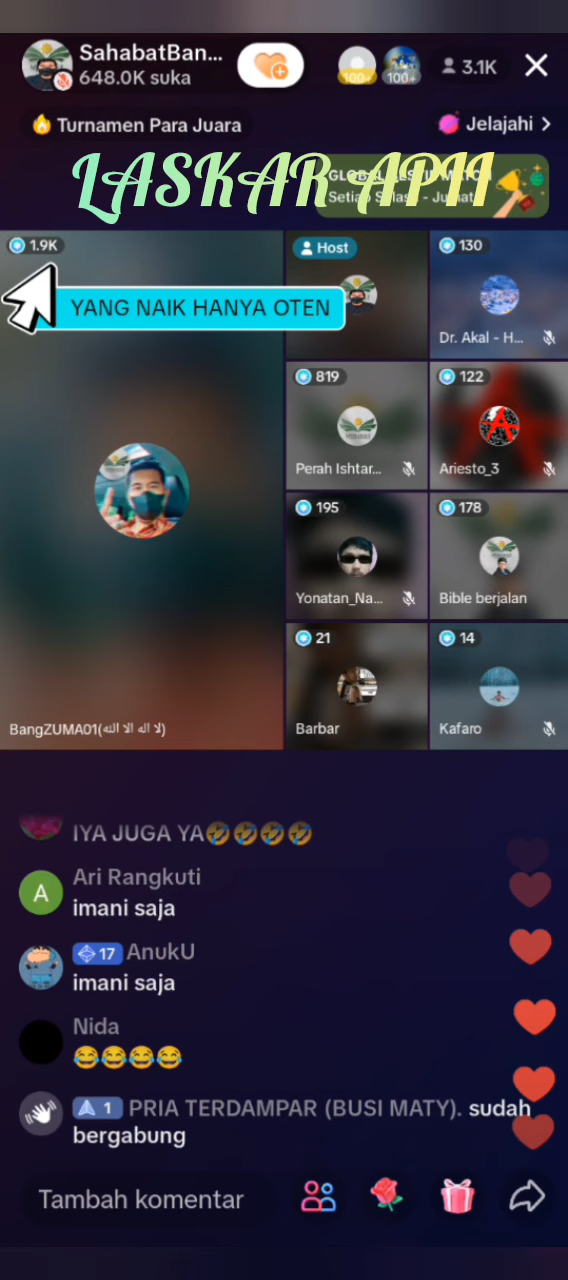 SahabatBan...
648.0K suka
100+
100+
3.1K
Turnamen Para Juara
Jelajahi
LASKAR APII
Setiap Selasa - Jumat
1.9K
Host
130
YANG NAIK HANYA OTEN
Dr. Akal - H...
819
122
Perah Ishtar...
Ariesto_3
195
178
Yonatan_Na...
Bible berjalan
21
14
BangZUMA01(لا اله الا الله)
Barbar
Kafaro
IYA JUGA YA🤣🤣🤣🤣
A
Ari Rangkuti
imani saja
17 AnukU
imani saja
Nida
😂😂😂😂
1 PRIA TERDAMPAR (BUSI MATY). sudah
bergabung
Tambah komentar